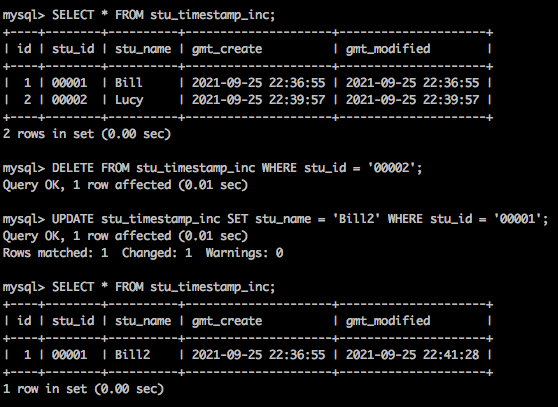 mysql> SELECT * FROM stu_timestamp_inc;
+----+--------+----------+---------------------+---------------------+
| id | stu_id | stu_name | gmt_create          | gmt_modified        |
+----+--------+----------+---------------------+---------------------+
|  1 | 00001  | Bill     | 2021-09-25 22:36:55 | 2021-09-25 22:36:55 |
|  2 | 00002  | Lucy     | 2021-09-25 22:39:57 | 2021-09-25 22:39:57 |
+----+--------+----------+---------------------+---------------------+
2 rows in set (0.00 sec)
mysql> DELETE FROM stu_timestamp_inc WHERE stu_id = '00002';
Query OK, 1 row affected (0.01 sec)
mysql> UPDATE stu_timestamp_inc SET stu_name = 'Bill2' WHERE stu_id = '00001';
Query OK, 1 row affected (0.01 sec)
Rows matched: 1  Changed: 1  Warnings: 0
mysql> SELECT * FROM stu_timestamp_inc;
+----+--------+----------+---------------------+---------------------+
| id | stu_id | stu_name | gmt_create          | gmt_modified        |
+----+--------+----------+---------------------+---------------------+
|  1 | 00001  | Bill2    | 2021-09-25 22:36:55 | 2021-09-25 22:41:28 |
+----+--------+----------+---------------------+---------------------+
1 row in set (0.00 sec)